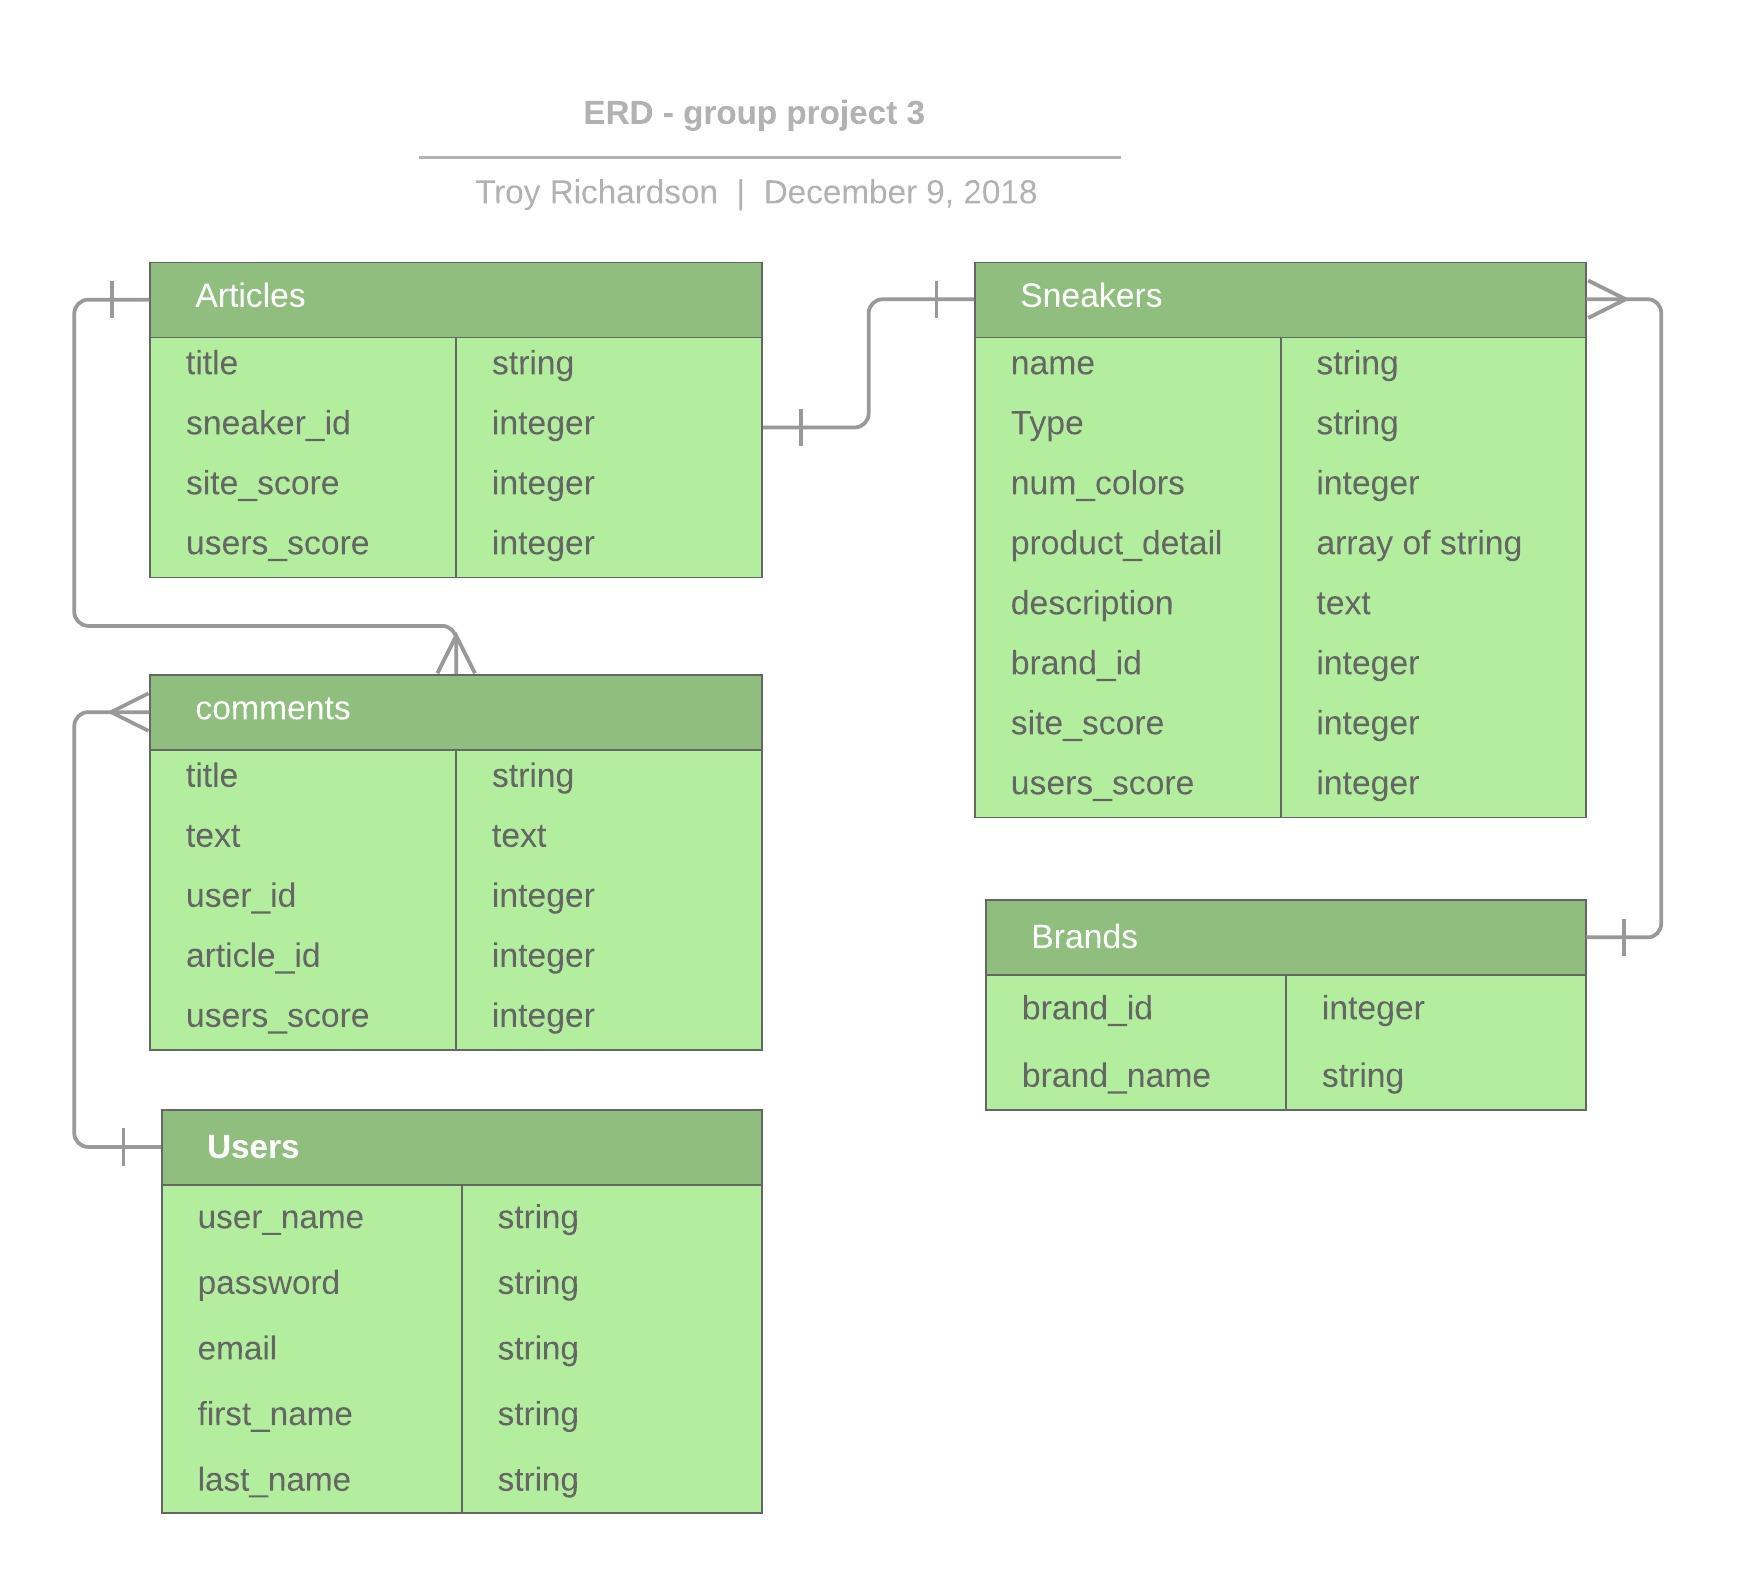 ERD - group project 3
Troy Richardson | December 9, 2018
Articles
title string
sneaker_id integer
site_score integer
users_score integer
Sneakers
name string
Type string
num_colors integer
product_detail array of string
description text
brand_id integer
site_score integer
users_score integer
comments
title string
text text
user_id integer
article_id integer
users_score integer
Brands
brand_id integer
brand_name string
Users
user_name string
password string
email string
first_name string
last_name string